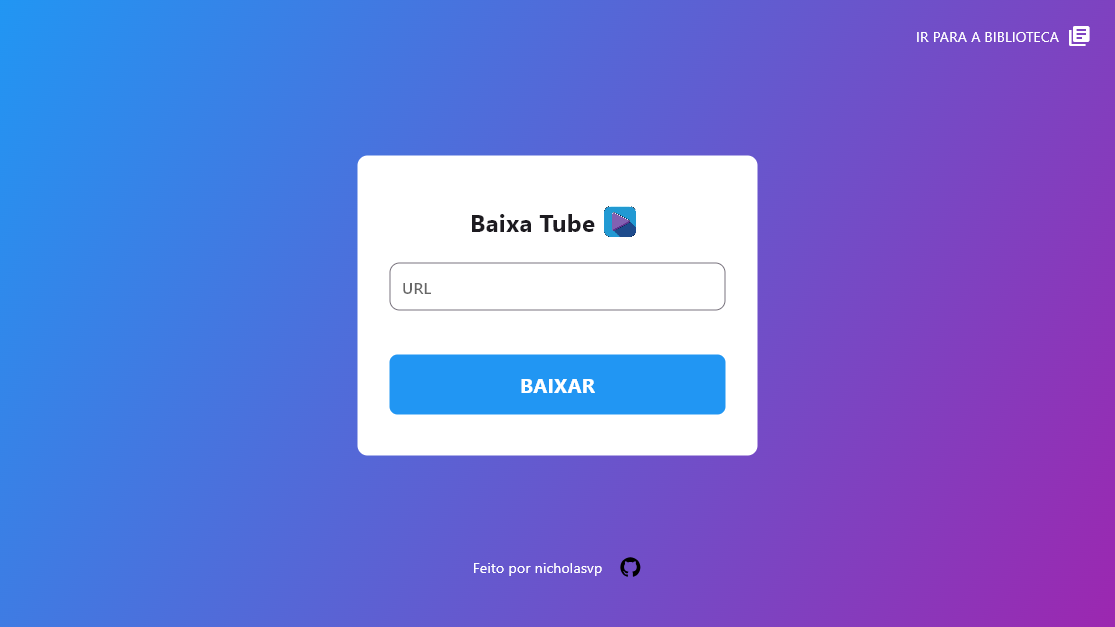 IR PARA A BIBLIOTECA
Baixa Tube
URL
BAIXAR
Feito por nicholasvp